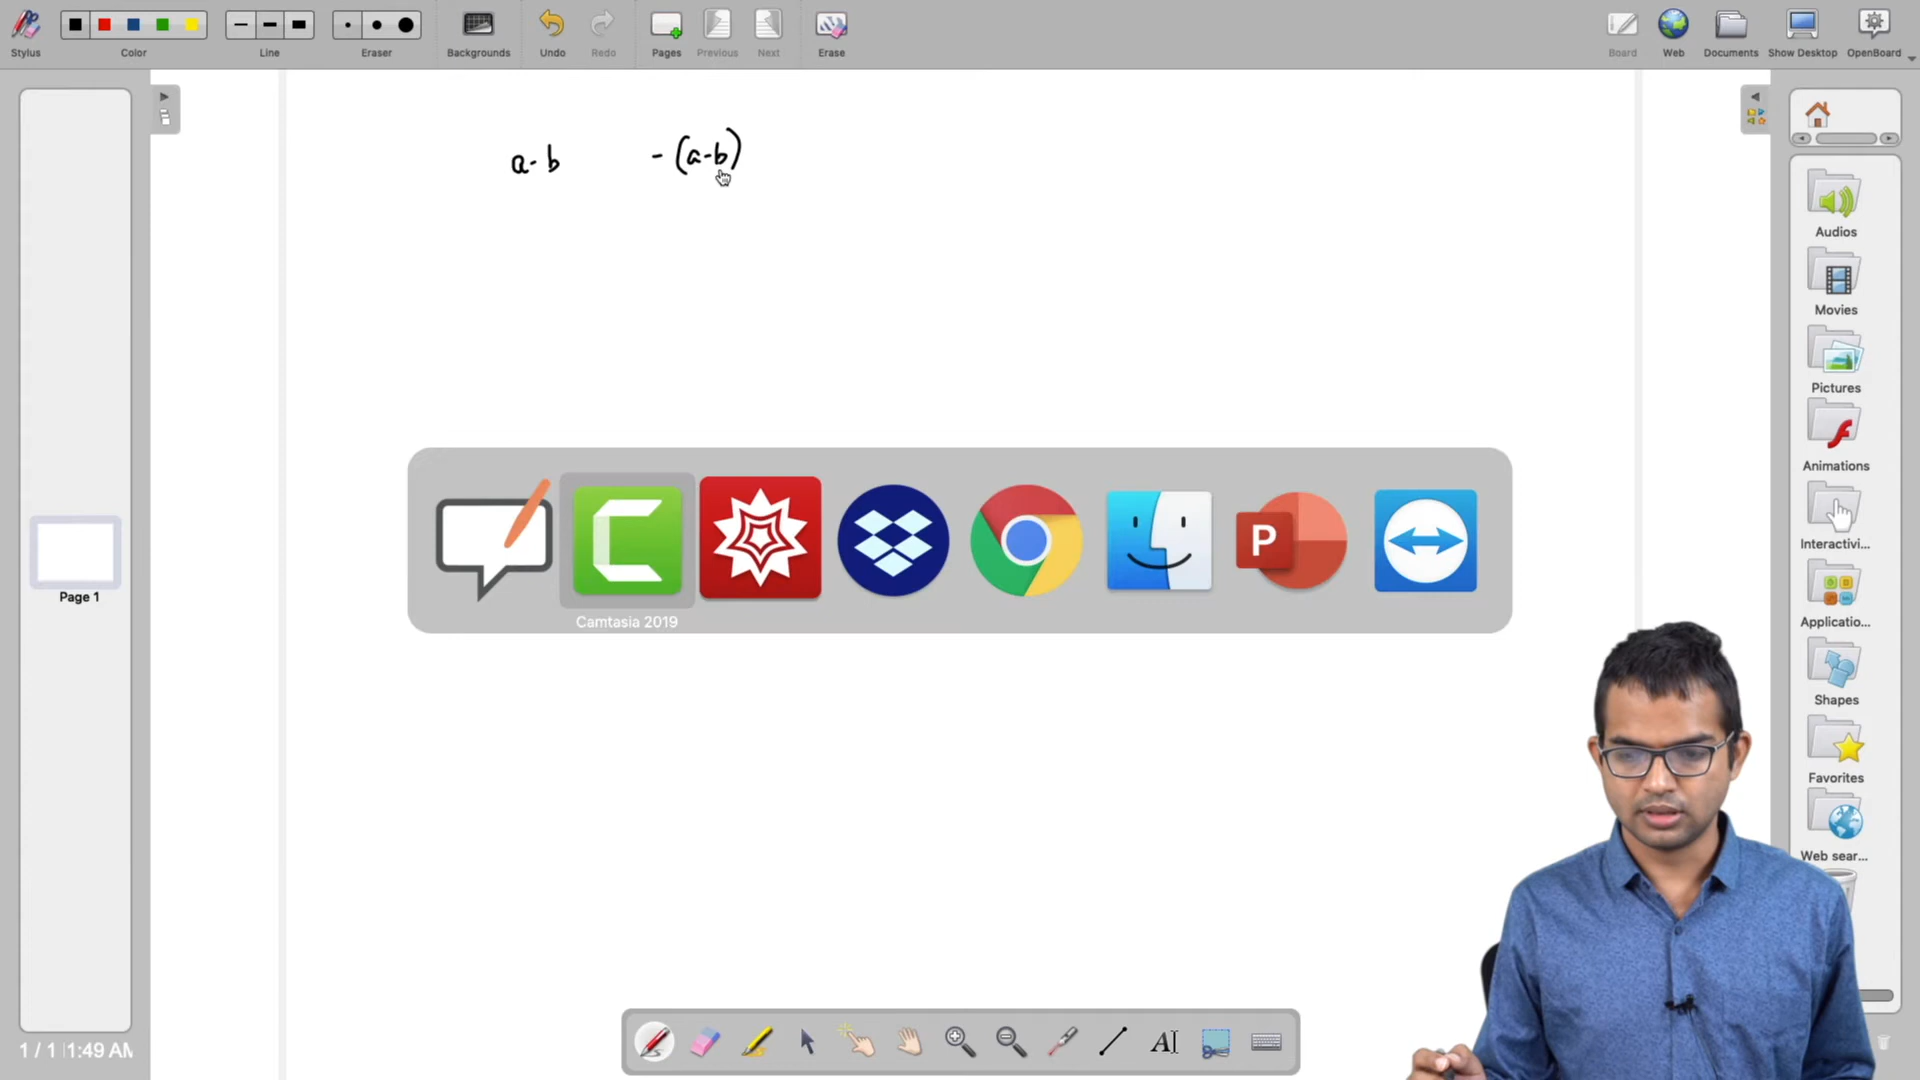 Stylus
Color
Line
Eraser
Backgrounds
Undo
Redo
Pages
Previous
Next
Erase
Board
Web
Documents
Show Desktop
OpenBoard
a-b -(a-b)
Camtasia 2019
P
Page 1
1 / 1
1:49 AM
Audios
Movies
Pictures
Animations
Interactivi...
Applicatio...
Shapes
Favorites
Web sear...
AI